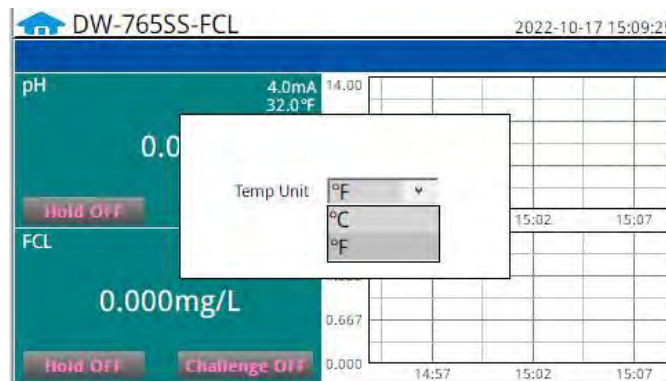 DW-765SS-FCL
2022-10-17 15:09:25
pH
4.0mA
32.0°F
14.00
0.0
Temp Unit
°F
°C
°F
Hold OFF
15:02
15:07
FCL
0.000mg/L
0.667
Hold OFF
Challenge OFF
0.000
14:57
15:02
15:07